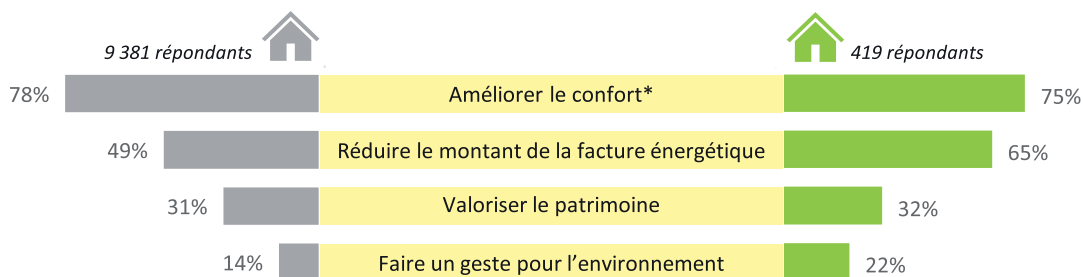 9 381 répondants
419 répondants
78%
Améliorer le confort*
75%
49%
Réduire le montant de la facture énergétique
65%
31%
Valoriser le patrimoine
32%
14%
Faire un geste pour l’environnement
22%